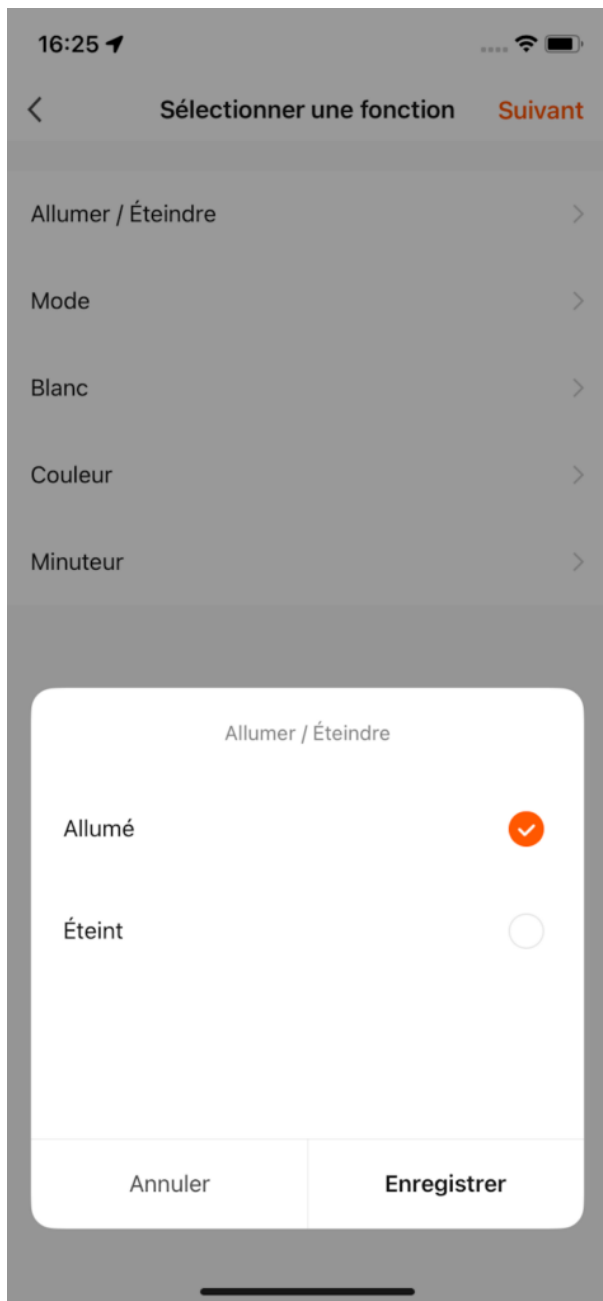 16:25
Sélectionner une fonction Suivant
Allumer / Éteindre
Mode
Blanc
Couleur
Minuteur
Allumer / Éteindre
Allumé
Éteint
Annuler Enregistrer